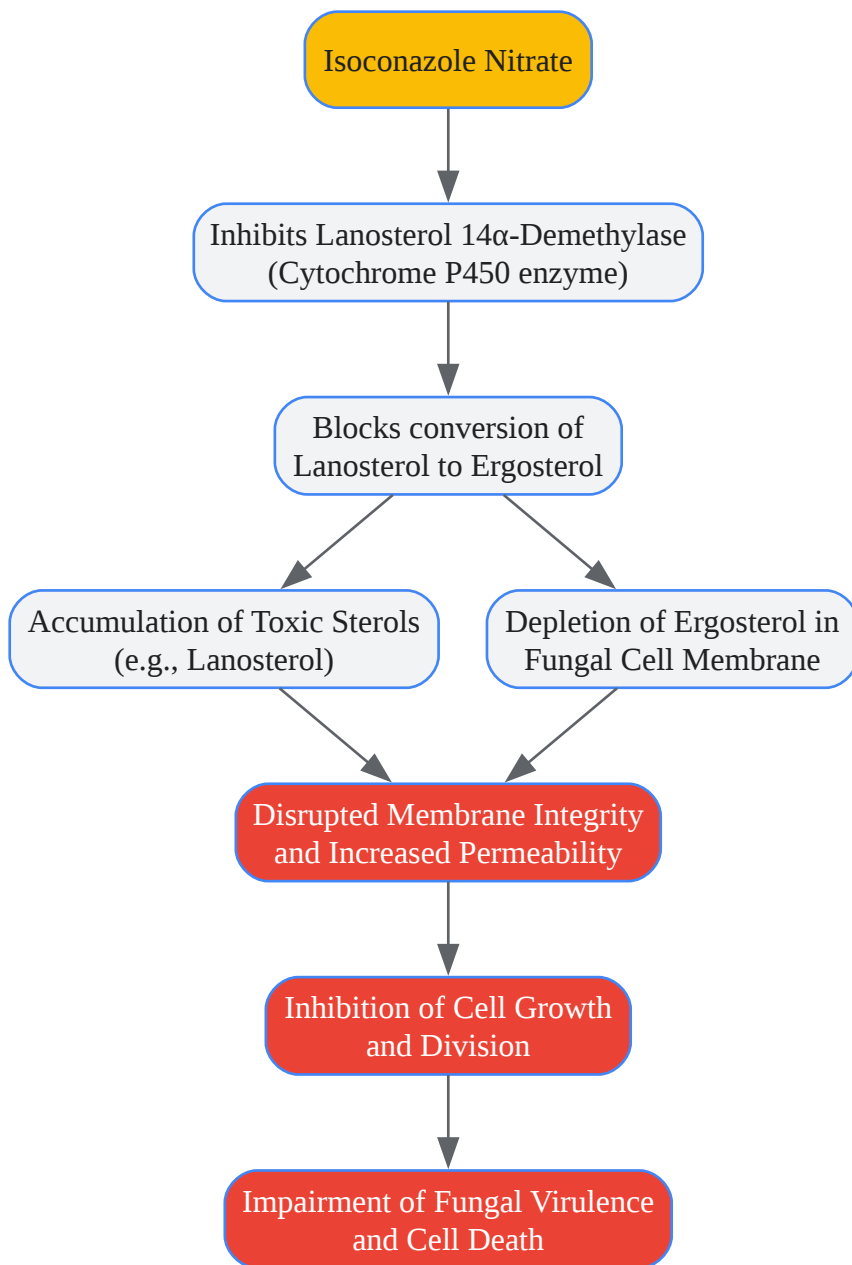 Isoconazole Nitrate
Inhibits Lanosterol 14α-Demethylase
(Cytochrome P450 enzyme)
Blocks conversion of
Lanosterol to Ergosterol
Accumulation of Toxic Sterols
(e.g., Lanosterol)
Depletion of Ergosterol in
Fungal Cell Membrane
Disrupted Membrane Integrity
and Increased Permeability
Inhibition of Cell Growth
and Division
Impairment of Fungal Virulence
and Cell Death